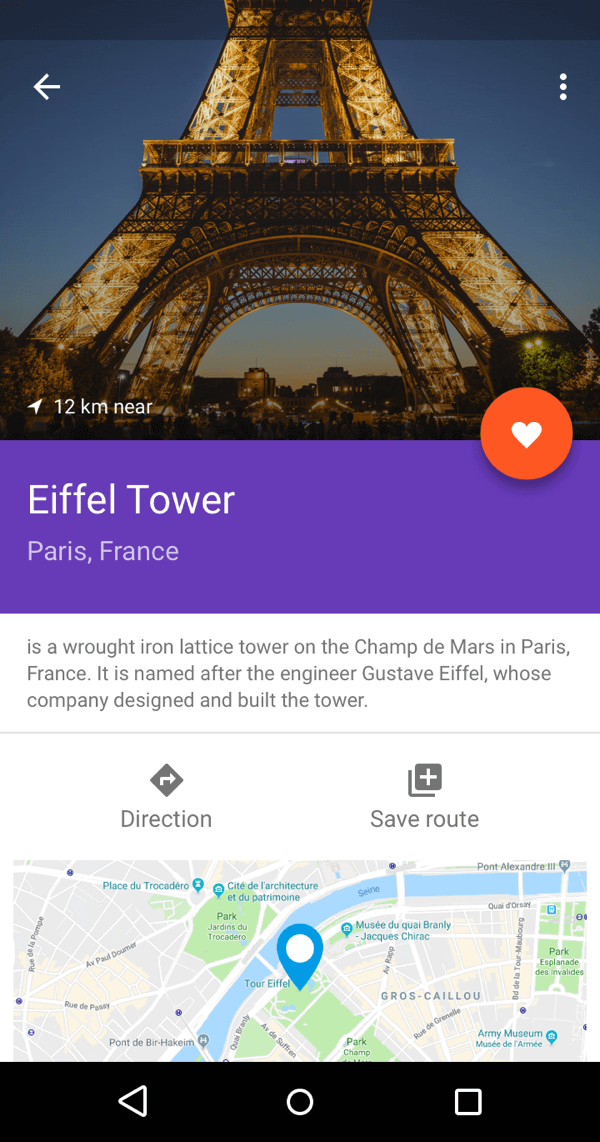 12 km near
Eiffel Tower
Paris, France
is a wrought iron lattice tower on the Champ de Mars in Paris,
France. It is named after the engineer Gustave Eiffel, whose
company designed and built the tower.
Direction
Save route
Pont Alexandre III
Place du Trocadéro
Cité de l'architecture
et du patrimoine
Seine
Quai d'Orsay
Park
Jardins du
Trocadéro
Musée du quai Branly
- Jacques Chirac
Rue de la Pompe
Av Paul Doumer
Av Rapp
Bd de la Tour-Maubourg
Park
Esplanade
des Invalides
Tour Eiffel
GROS-CAILLOU
Rue de Passy
Rue de Grenelle
Pont de Bir-Hakeim
Quai Branly
Av de Suffren
Army Museum
Musée de l'Armée
Park
Champ